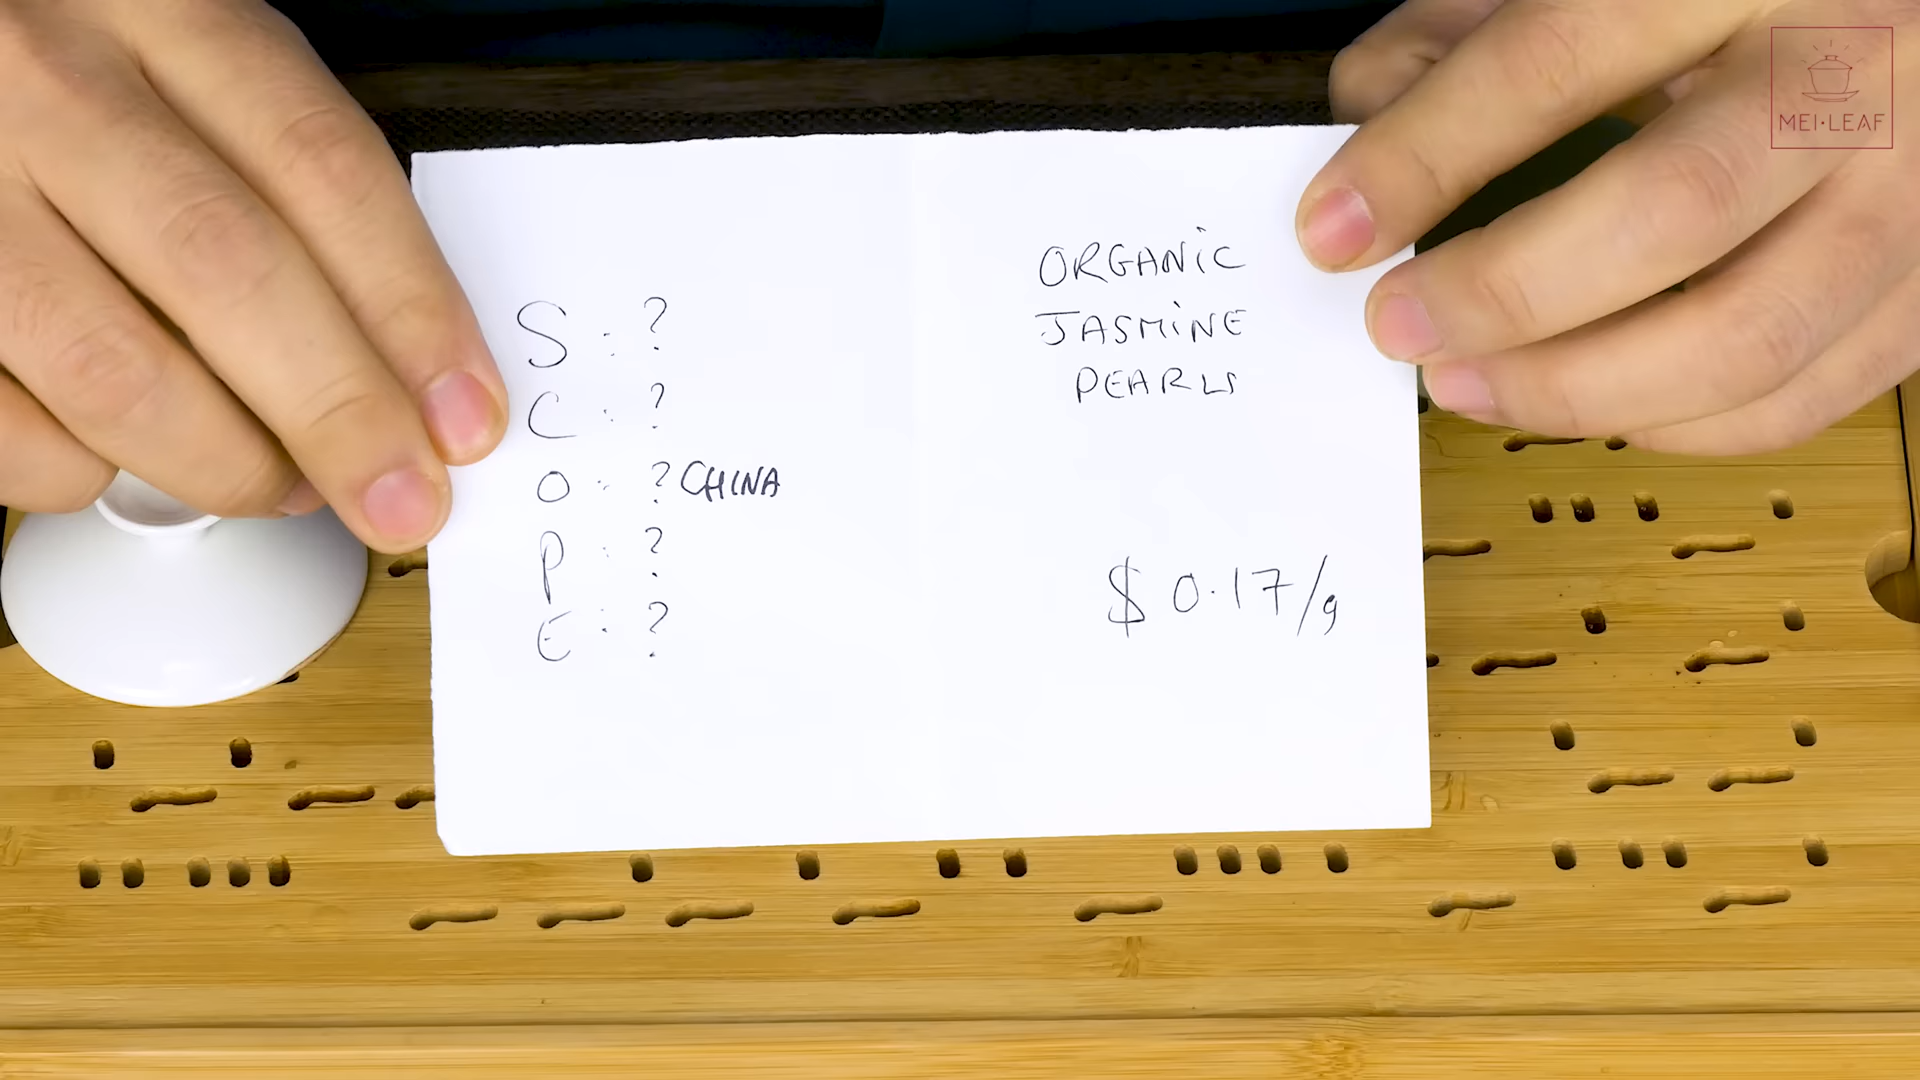 S : ?
C : ?
O : ? CHINA
P : ?
E : ?
ORGANIC
JASMINE
PEARLS
$ 0.17/g
MEI·LEAF